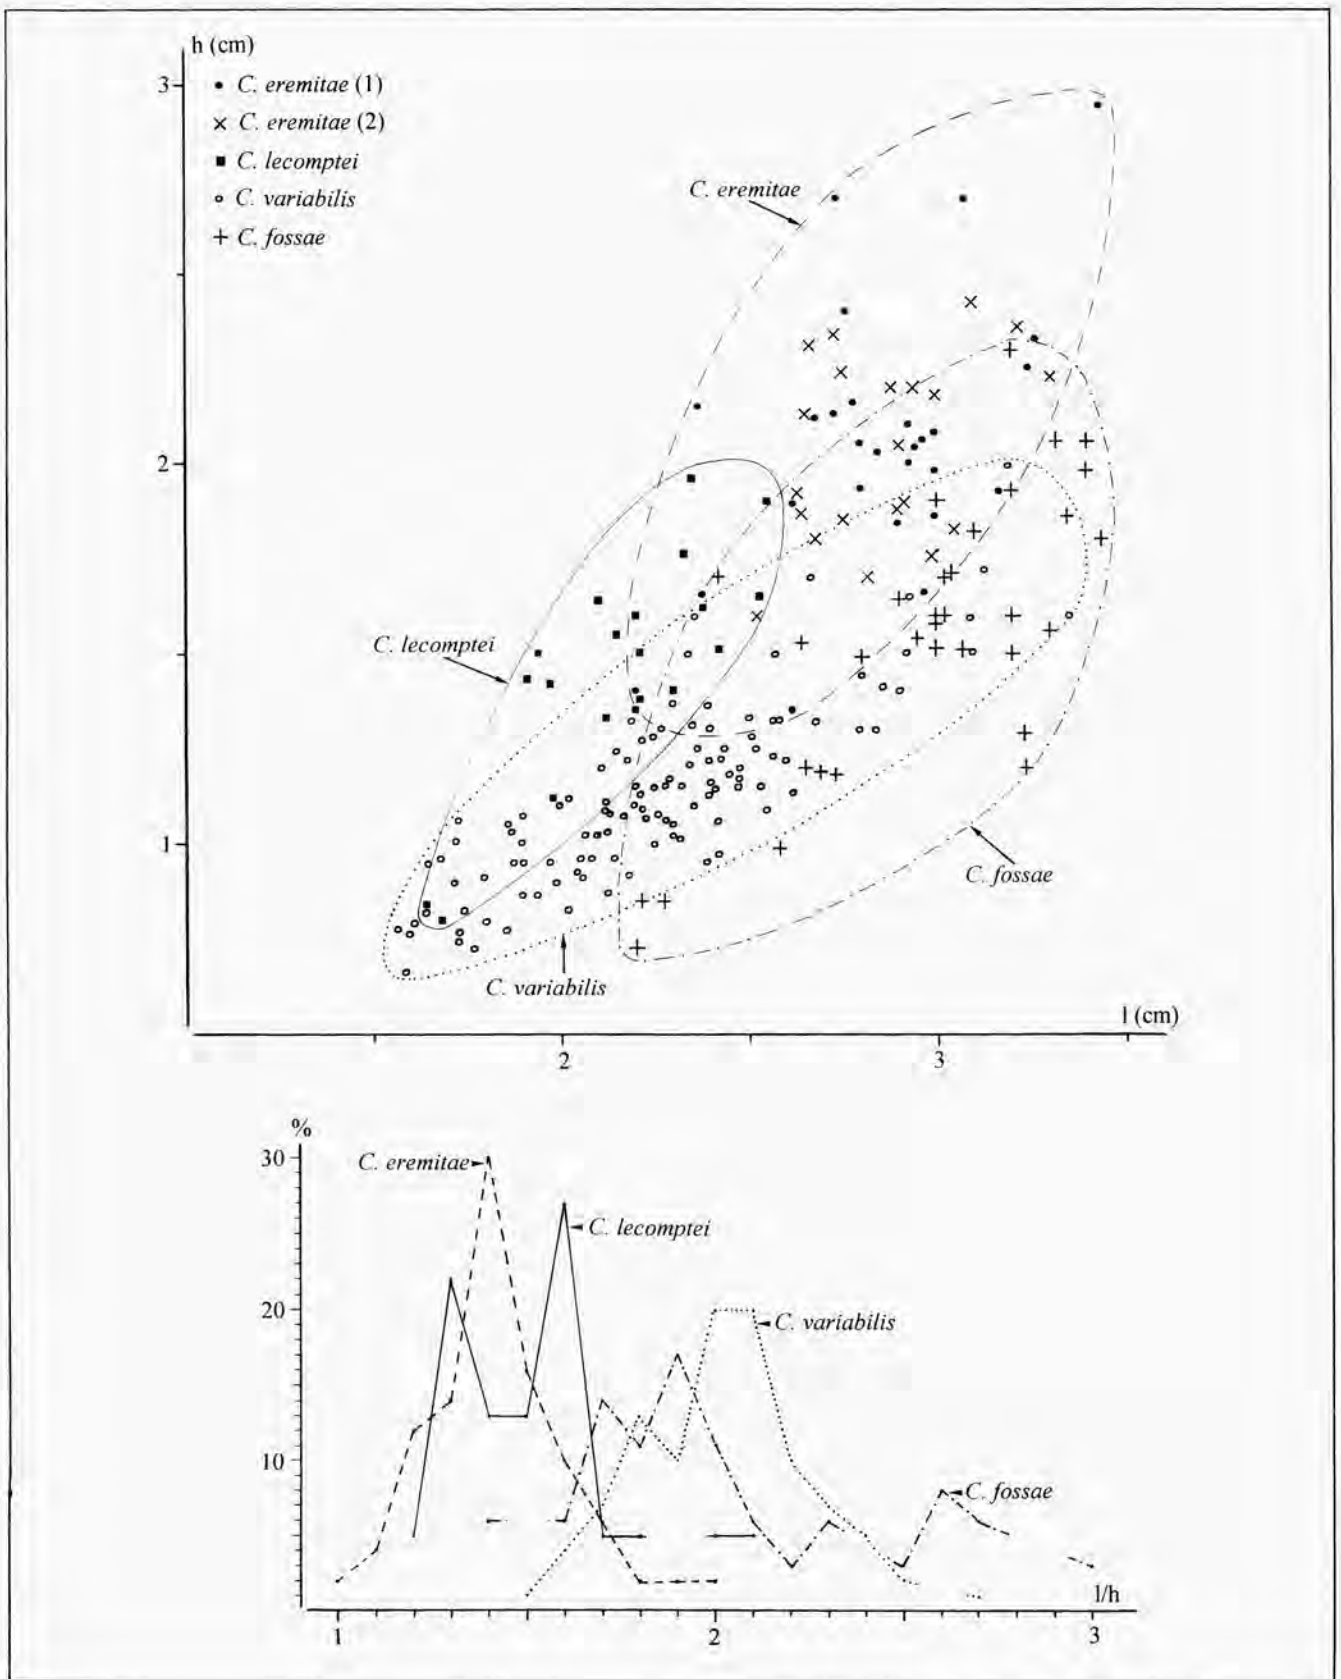 h (cm)
3
• C. eremitae (1)
× C. eremitae (2)
■ C. lecomptei
o C. variabilis
+ C. fossae
C. eremitae
2
C. lecomptei
1
C. fossae
C. variabilis
l (cm)
2
3
%
30
C. eremitae
C. lecomptei
20
C. variabilis
10
C. fossae
l/h
1
2
3